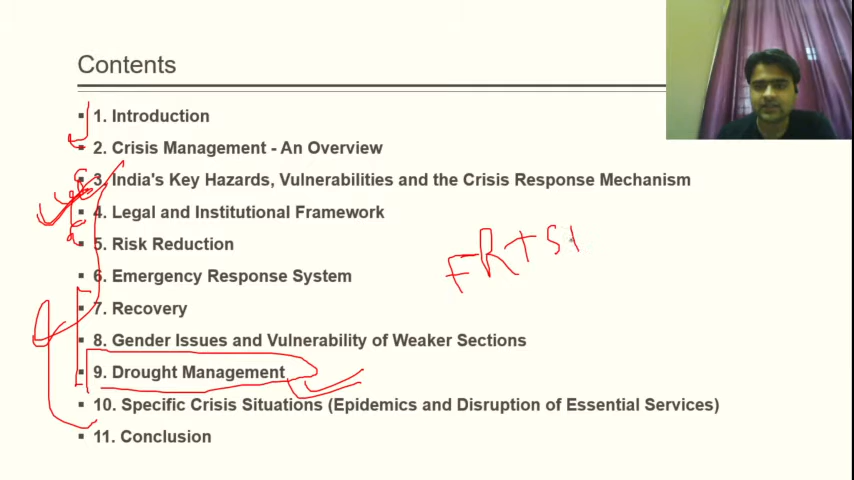 Contents
1. Introduction
2. Crisis Management - An Overview
3. India's Key Hazards, Vulnerabilities and the Crisis Response Mechanism
4. Legal and Institutional Framework
5. Risk Reduction
6. Emergency Response System
7. Recovery
8. Gender Issues and Vulnerability of Weaker Sections
9. Drought Management
10. Specific Crisis Situations (Epidemics and Disruption of Essential Services)
11. Conclusion
FR+S